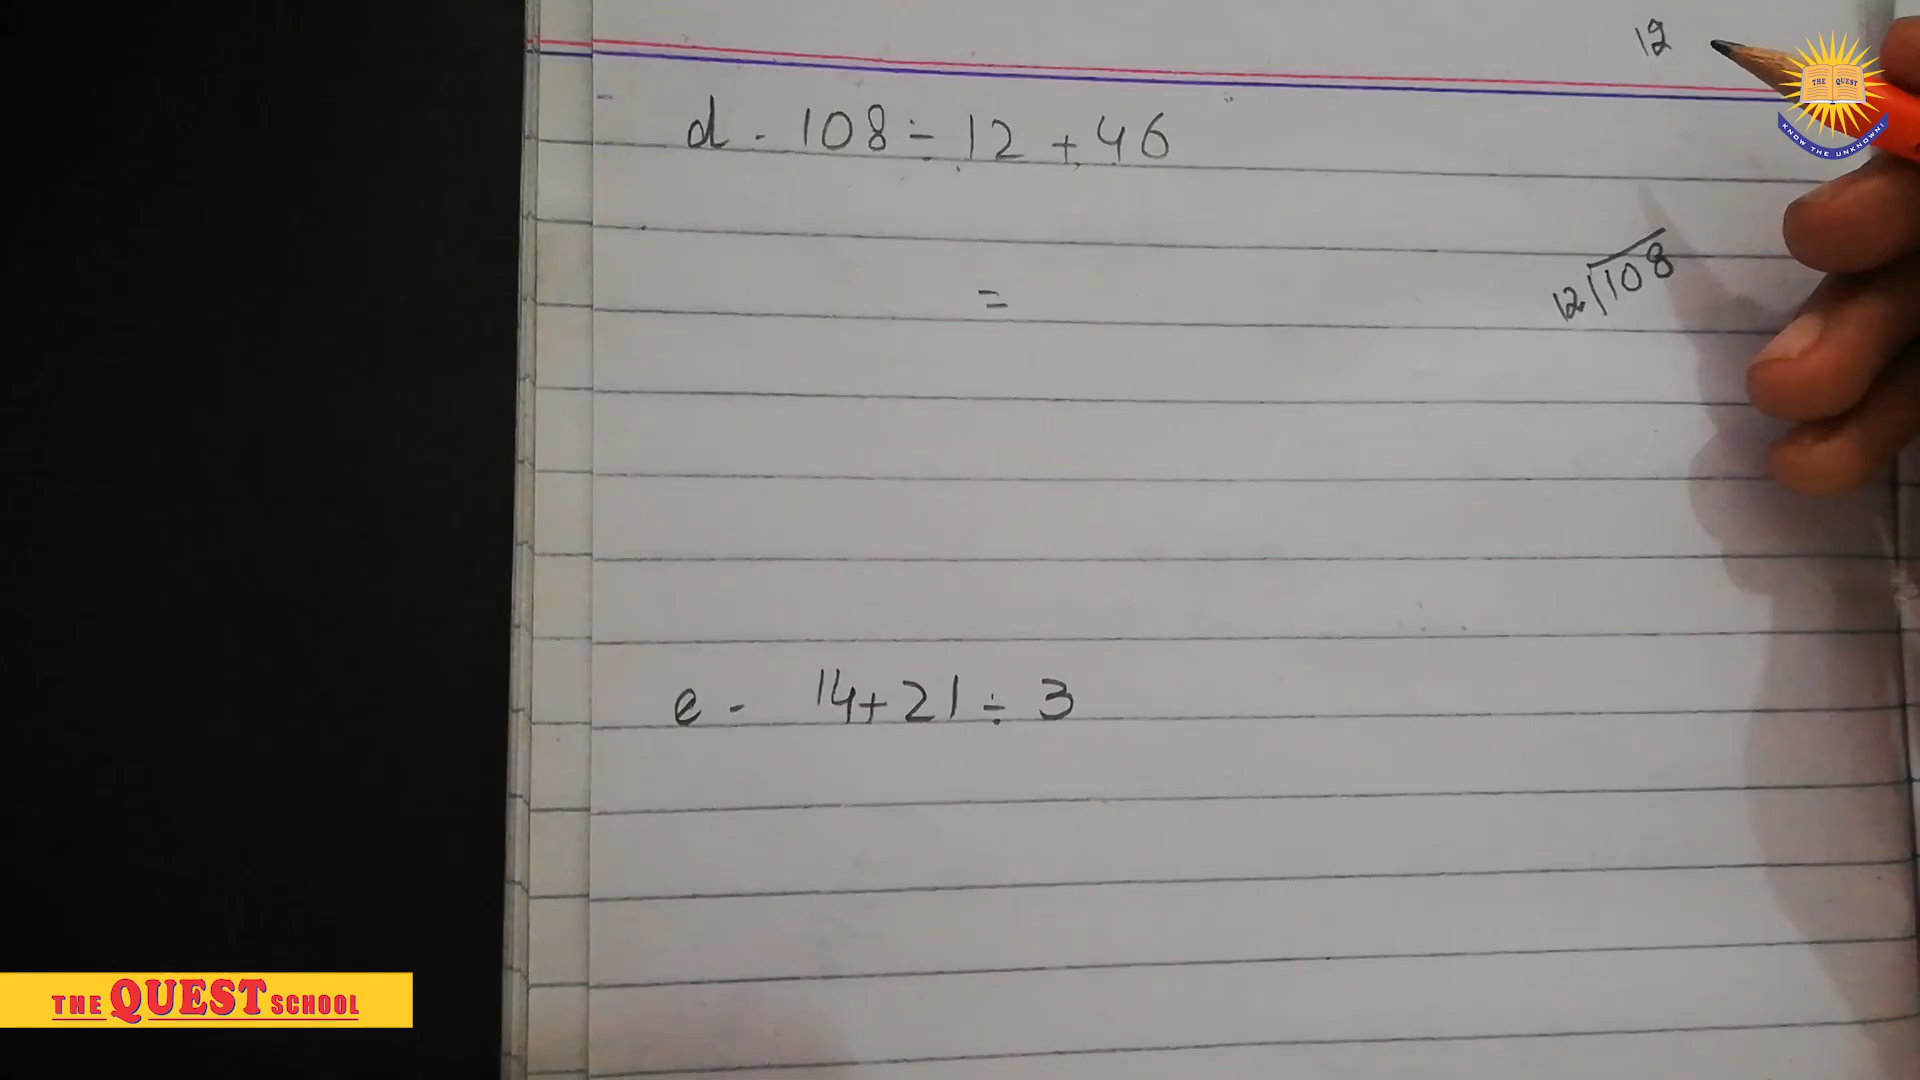 12
THE QUEST
KNOW THE UNKNOWN!
d - 108 ÷ 12 + 46
=
12)108
e - 14 + 21 ÷ 3
THE QUEST SCHOOL